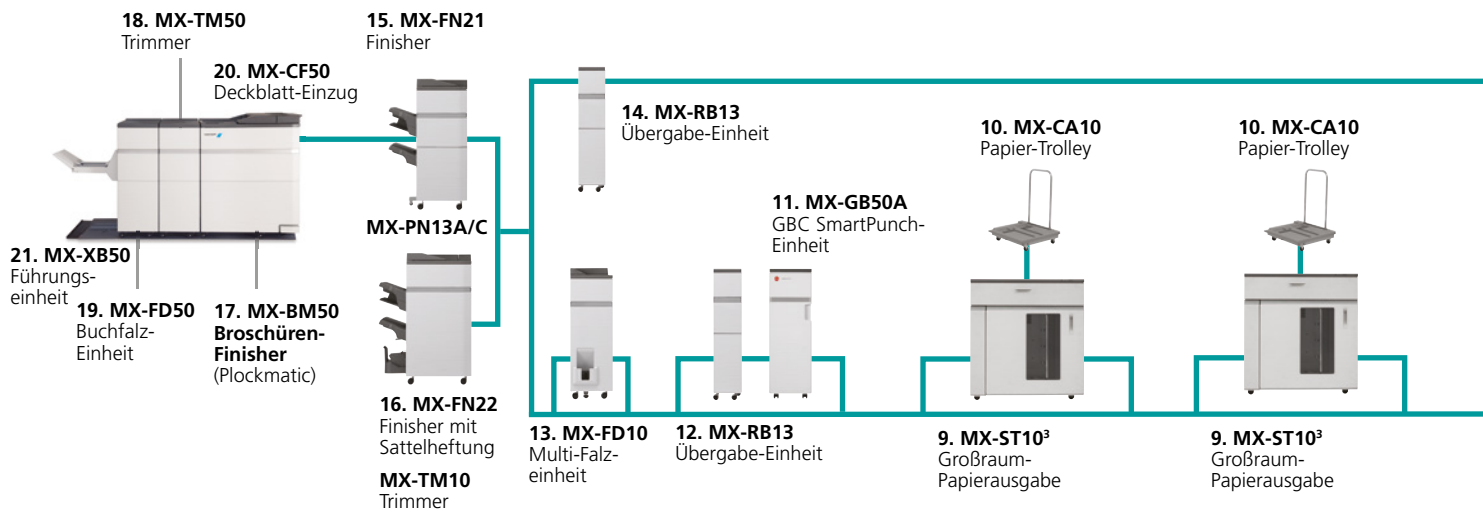 18. MX-TM50
Trimmer
20. MX-CF50
Deckblatt-Einzug
21. MX-XB50
Führungs-
einheit
19. MX-FD50
Buchfalz-
Einheit
17. MX-BM50
Broschüren-
Finisher
(Plockmatic)
15. MX-FN21
Finisher
MX-PN13A/C
16. MX-FN22
Finisher mit
Sattelheftung
MX-TM10
Trimmer
14. MX-RB13
Übergabe-Einheit
13. MX-FD10
Multi-Falz-
einheit
12. MX-RB13
Übergabe-Einheit
11. MX-GB50A
GBC SmartPunch-
Einheit
10. MX-CA10
Papier-Trolley
9. MX-ST10³
Großraum-
Papierausgabe
10. MX-CA10
Papier-Trolley
9. MX-ST10³
Großraum-
Papierausgabe